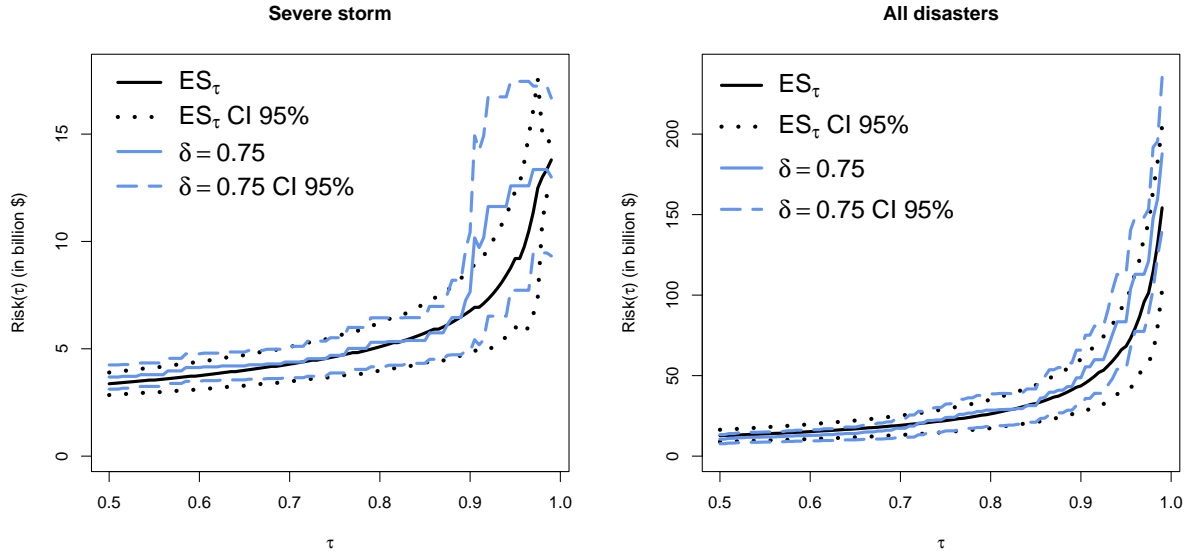 Severe storm
ES_τ
ES_τ CI 95%
δ = 0.75
δ = 0.75 CI 95%
Risk(τ) (in billion $)
0
5
10
15
0.5 0.6 0.7 0.8 0.9 1.0
τ
All disasters
ES_τ
ES_τ CI 95%
δ = 0.75
δ = 0.75 CI 95%
Risk(τ) (in billion $)
0
50
100
150
200
0.5 0.6 0.7 0.8 0.9 1.0
τ